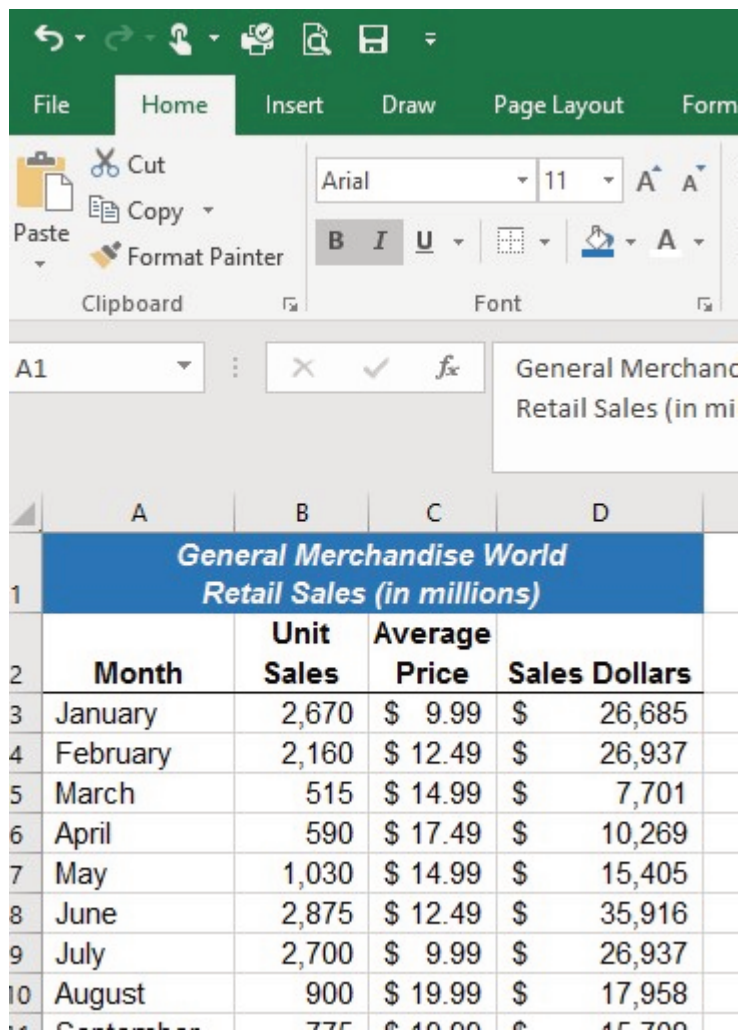 File Home Insert Draw Page Layout Form
Cut
Copy
Paste
Format Painter
Clipboard
Arial 11 A A
B I U A
Font
A1 fx General Merchand
Retail Sales (in mi
A B C D
1 General Merchandise World
Retail Sales (in millions)
Unit Average
2 Month Sales Price Sales Dollars
3 January 2,670 $ 9.99 $ 26,685
4 February 2,160 $ 12.49 $ 26,937
5 March 515 $ 14.99 $ 7,701
6 April 590 $ 17.49 $ 10,269
7 May 1,030 $ 14.99 $ 15,405
8 June 2,875 $ 12.49 $ 35,916
9 July 2,700 $ 9.99 $ 26,937
10 August 900 $ 19.99 $ 17,958